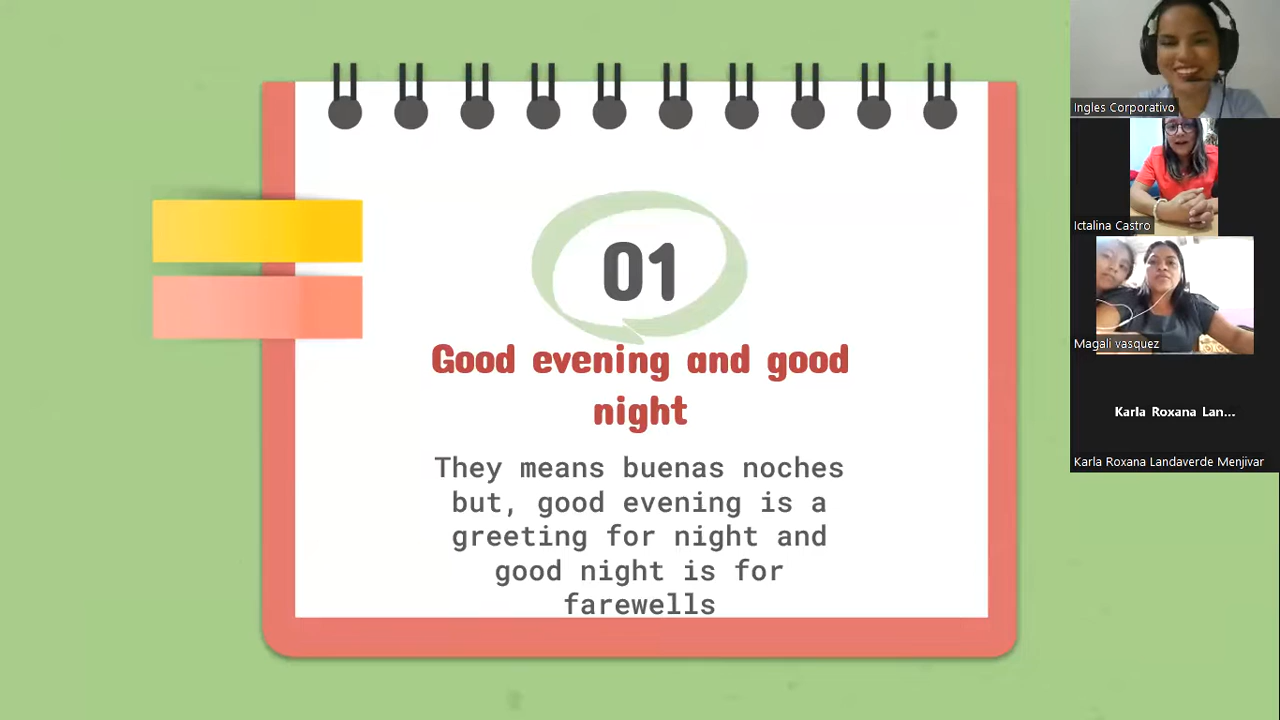 01
Good evening and good
night
They means buenas noches
but, good evening is a
greeting for night and
good night is for
farewells
Ingles Corporativo
Ictalina Castro
Magali vasquez
Karla Roxana Lan...
Karla Roxana Landaverde Menjivar